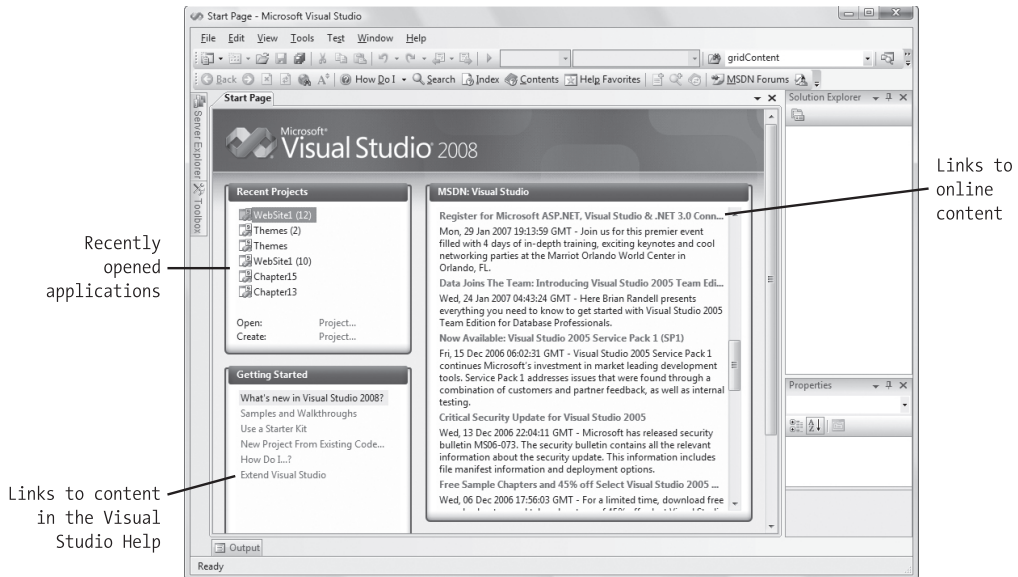 Start Page - Microsoft Visual Studio
File Edit View Tools Test Window Help
gridContent
Back How Do I Search Index Contents Help Favorites MSDN Forums
Server Explorer
Toolbox
Start Page
Solution Explorer
Microsoft®
Visual Studio® 2008
Recent Projects
WebSite1 (12)
Themes (2)
Themes
WebSite1 (10)
Chapter15
Chapter13
Open: Project...
Create: Project...
Getting Started
What's new in Visual Studio 2008?
Samples and Walkthroughs
Use a Starter Kit
New Project From Existing Code...
How Do I...?
Extend Visual Studio
MSDN: Visual Studio
Register for Microsoft ASP.NET, Visual Studio & .NET 3.0 Conn...
Mon, 29 Jan 2007 19:13:59 GMT - Join us for this premier event
filled with 4 days of in-depth training, exciting keynotes and cool
networking parties at the Marriot Orlando World Center in
Orlando, FL.
Data Joins The Team: Introducing Visual Studio 2005 Team Edi...
Wed, 24 Jan 2007 04:43:24 GMT - Here Brian Randell presents
everything you need to know to get started with Visual Studio 2005
Team Edition for Database Professionals.
Now Available: Visual Studio 2005 Service Pack 1 (SP1)
Fri, 15 Dec 2006 06:02:31 GMT - Visual Studio 2005 Service Pack 1
continues Microsoft's investment in market leading development
tools. Service Pack 1 addresses issues that were found through a
combination of customers and partner feedback, as well as internal
testing.
Critical Security Update for Visual Studio 2005
Wed, 13 Dec 2006 22:04:11 GMT - Microsoft has released security
bulletin MS06-073. The security bulletin contains all the relevant
information about the security update. This information includes
file manifest information and deployment options.
Free Sample Chapters and 45% off Select Visual Studio 2005 ...
Wed, 06 Dec 2006 17:56:03 GMT - For a limited time, download free
Properties
Output
Ready
Recently
opened
applications
Links to content
in the Visual
Studio Help
Links to
online
content